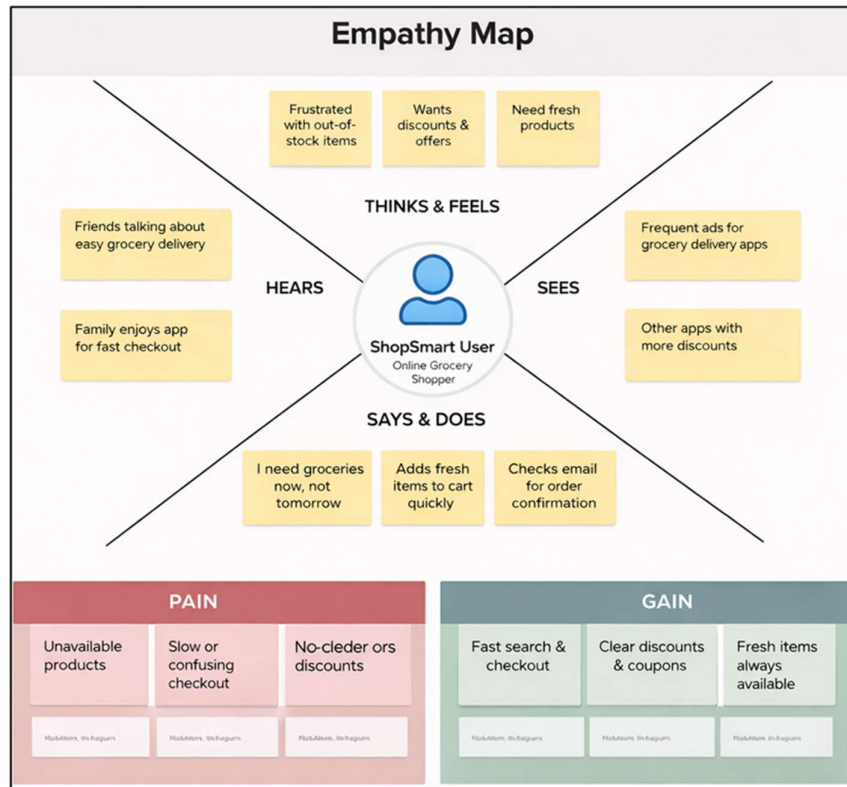 Empathy Map
Frustrated
with out-of-
stock items
Wants
discounts &
offers
Need fresh
products
THINKS & FEELS
Friends talking about
easy grocery delivery
Family enjoys app
for fast checkout
HEARS
SEES
Frequent ads for
grocery delivery apps
Other apps with
more discounts
ShopSmart User
Online Grocery
Shopper
SAYS & DOES
I need groceries
now, not
tomorrow
Adds fresh
items to cart
quickly
Checks email
for order
confirmation
PAIN
Unavailable
products
Slow or
confusing
checkout
No-cleder ors
discounts
GAIN
Fast search &
checkout
Clear discounts
& coupons
Fresh items
always
available